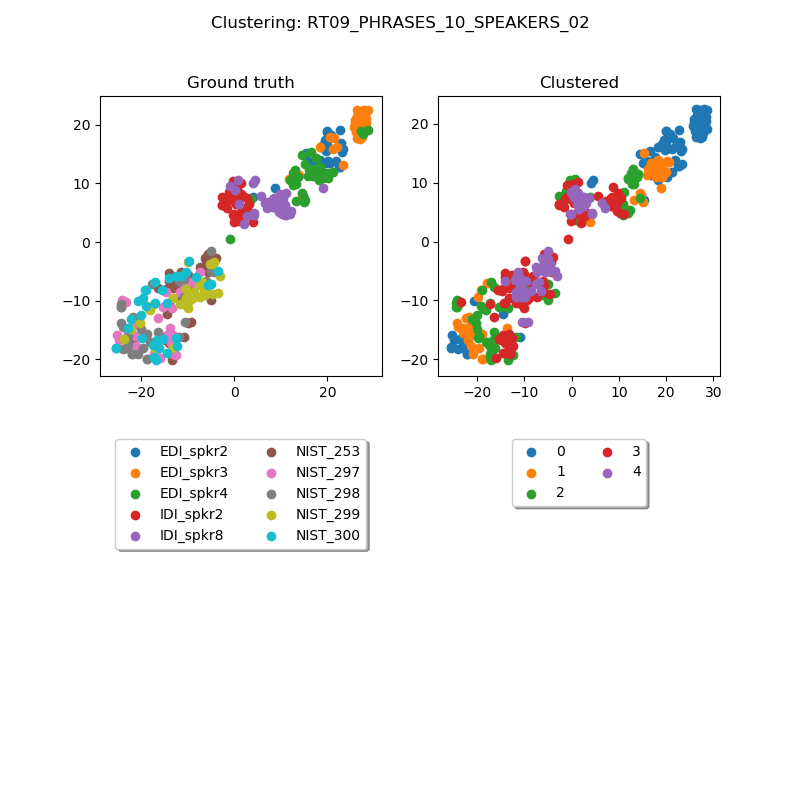 Clustering: RT09_PHRASES_10_SPEAKERS_02
Ground truth
20
10
0
−10
−20
−20 0 20
EDI_spkr2 NIST_253
EDI_spkr3 NIST_297
EDI_spkr4 NIST_298
IDI_spkr2 NIST_299
IDI_spkr8 NIST_300
Clustered
20
10
0
−10
−20
−20 −10 0 10 20 30
0 3
1 4
2